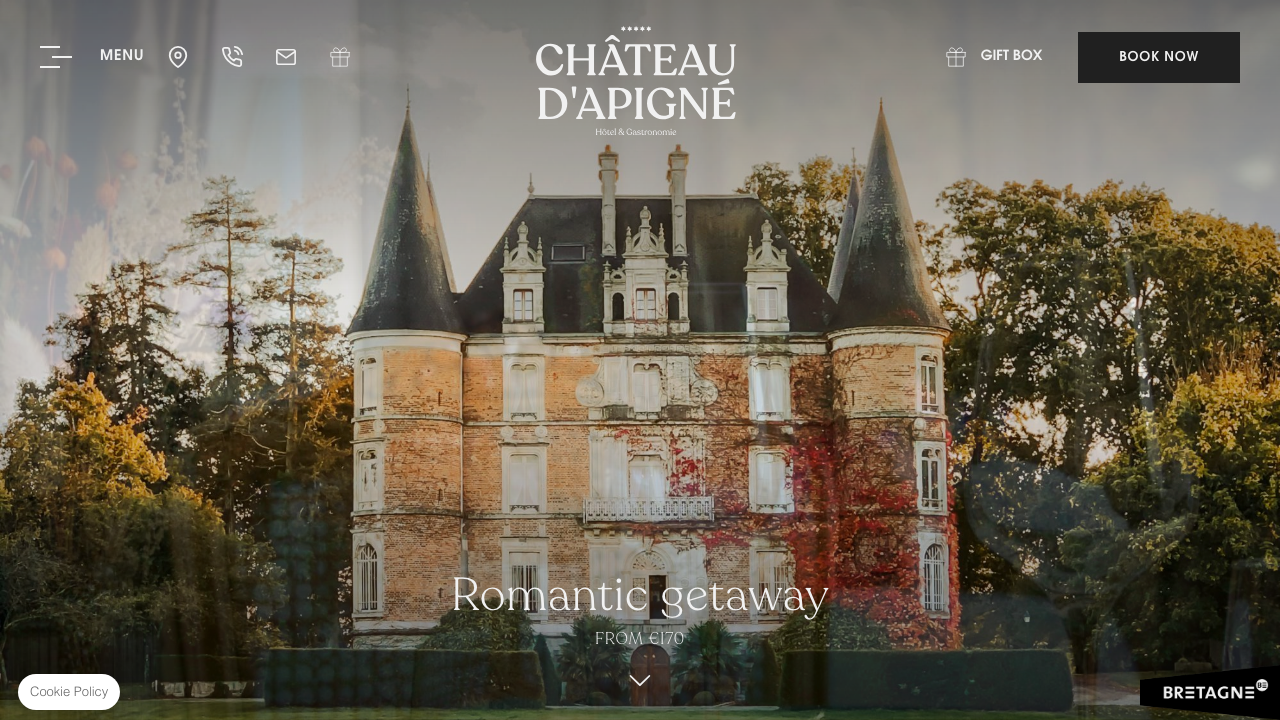 MENU
CHÂTEAU
D'APIGNÉ
Hôtel & Gastronomie
GIFT BOX
BOOK NOW
Romantic getaway
FROM €170
Cookie Policy
BRETAGNE